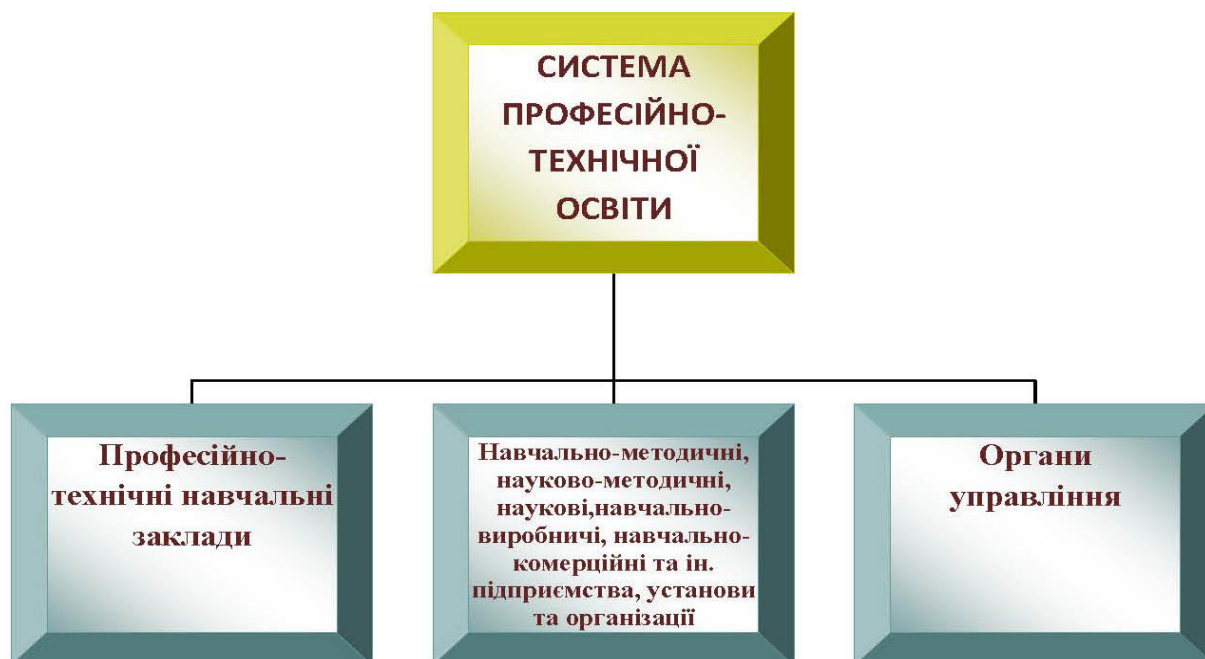 СИСТЕМА
ПРОФЕСІЙНО-
ТЕХНІЧНОЇ
ОСВІТИ
Професійно-
технічні навчальні
заклади
Навчально-методичні,
науково-методичні,
наукові,навчально-
виробничі, навчально-
комерційні та ін.
підприємства, установи
та організації
Органи
управління